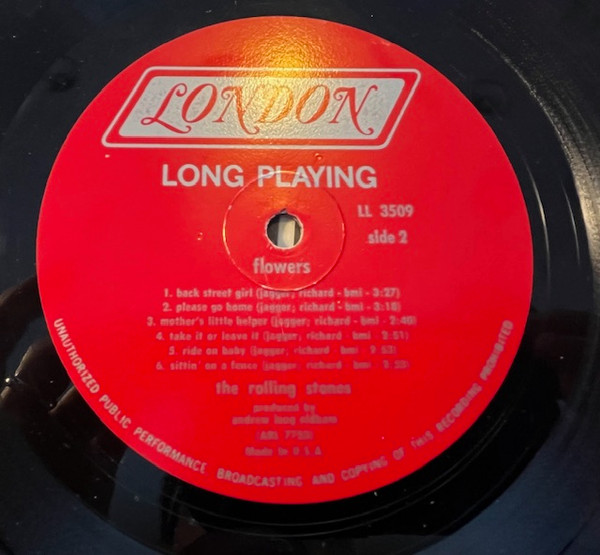 LONDON
LONG PLAYING
LL 3509
side 2
flowers
1. back street girl (jagger; richard - bmi - 3:27)
2. please go home (jagger; richard - bmi - 3:18)
3. mother's little helper (jagger; richard - bmi - 2:40)
4. take it or leave it (jagger; richard - bmi - 2:51)
5. ride on baby (jagger; richard - bmi - 2:53)
6. sittin' on a fence (jagger; richard - bmi -
the rolling stones
produced by
andrew loog oldham
Made in U S A
UNAUTHORIZED PUBLIC PERFORMANCE BROADCASTING AND COPYING OF THIS RECORDING PROHIBITED